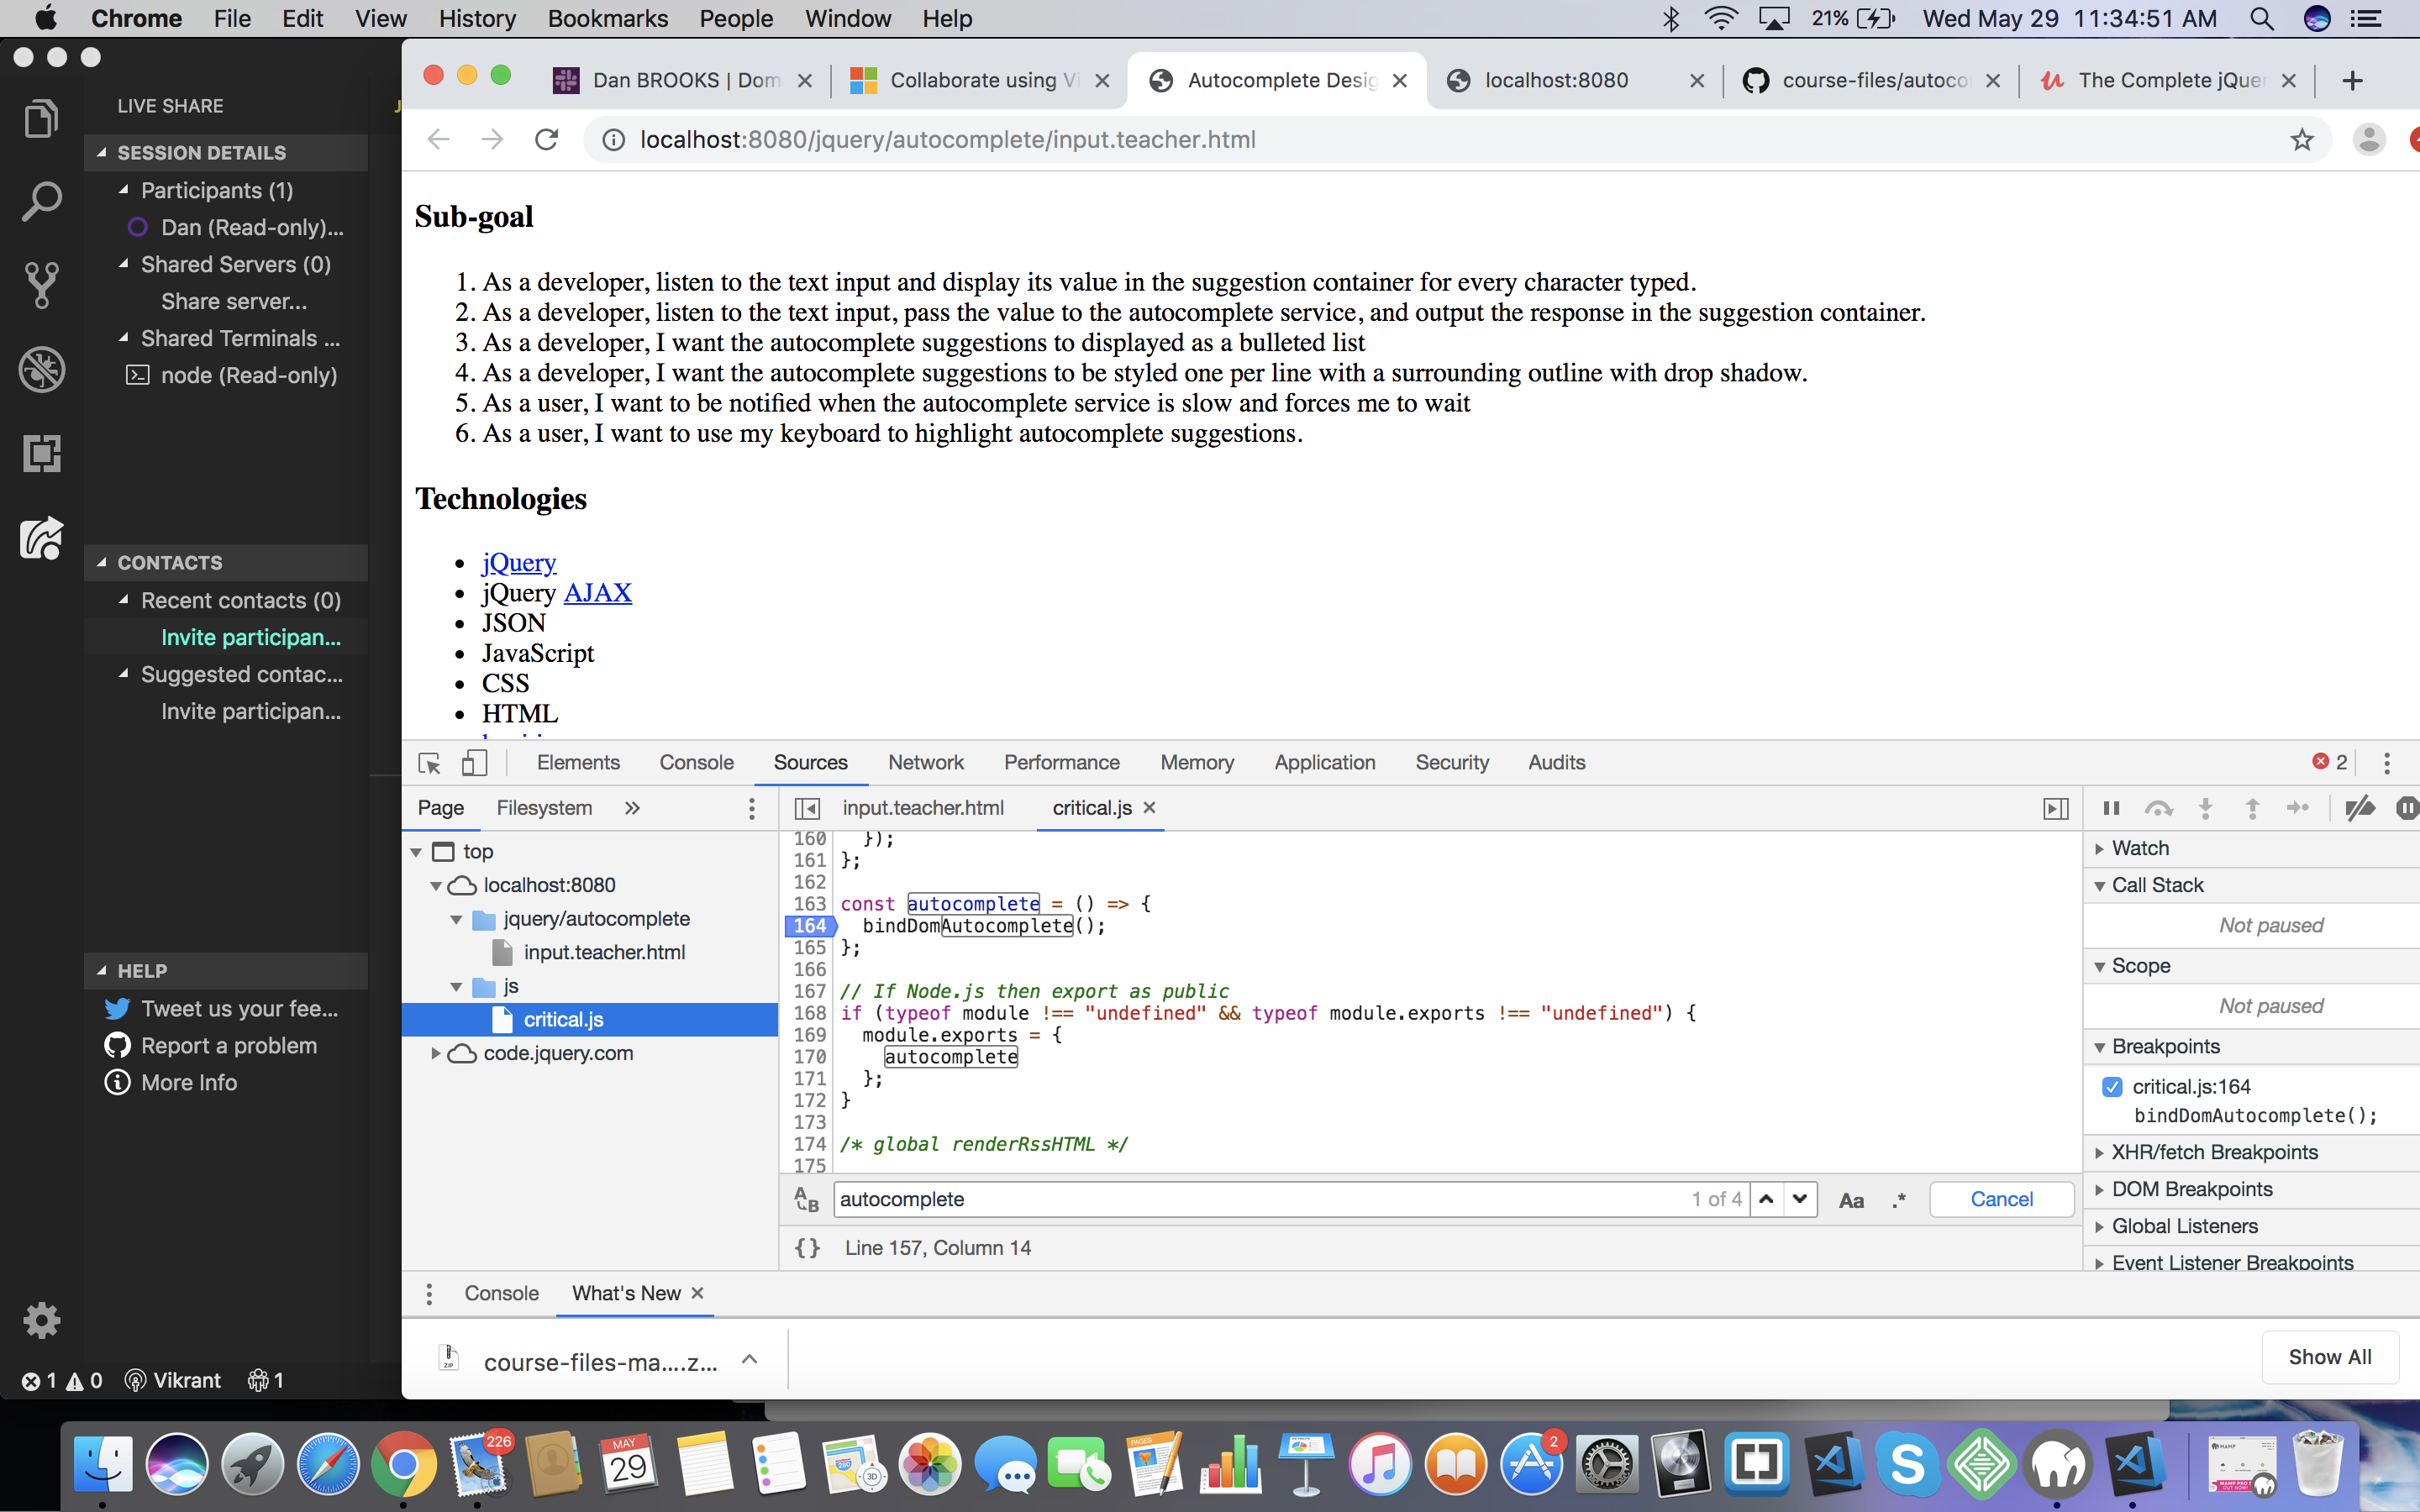 Chrome File Edit View History Bookmarks People Window Help
21% Wed May 29 11:34:51 AM
LIVE SHARE
SESSION DETAILS
Participants (1)
Dan (Read-only)...
Shared Servers (0)
Share server...
Shared Terminals ...
node (Read-only)
CONTACTS
Recent contacts (0)
Invite participan...
Suggested contac...
Invite participan...
HELP
Tweet us your fee...
Report a problem
More Info
1 0 Vikrant 1
Dan BROOKS | Dom
Collaborate using Vi
Autocomplete Desig
localhost:8080
course-files/autoco
The Complete jQuer
localhost:8080/jquery/autocomplete/input.teacher.html
Sub-goal
1. As a developer, listen to the text input and display its value in the suggestion container for every character typed.
2. As a developer, listen to the text input, pass the value to the autocomplete service, and output the response in the suggestion container.
3. As a developer, I want the autocomplete suggestions to displayed as a bulleted list
4. As a developer, I want the autocomplete suggestions to be styled one per line with a surrounding outline with drop shadow.
5. As a user, I want to be notified when the autocomplete service is slow and forces me to wait
6. As a user, I want to use my keyboard to highlight autocomplete suggestions.
Technologies
jQuery
jQuery AJAX
JSON
JavaScript
CSS
HTML
Elements Console Sources Network Performance Memory Application Security Audits 2
Page Filesystem
top
localhost:8080
jquery/autocomplete
input.teacher.html
js
critical.js
code.jquery.com
input.teacher.html critical.js
160 });
161 };
162
163 const autocomplete = () => {
164 bindDomAutocomplete();
165 };
166
167 // If Node.js then export as public
168 if (typeof module !== "undefined" && typeof module.exports !== "undefined") {
169 module.exports = {
170 autocomplete
171 };
172 }
173
174 /* global renderRssHTML */
175
autocomplete 1 of 4 Aa .* Cancel
{} Line 157, Column 14
Watch
Call Stack
Not paused
Scope
Not paused
Breakpoints
critical.js:164
bindDomAutocomplete();
XHR/fetch Breakpoints
DOM Breakpoints
Global Listeners
Event Listener Breakpoints
Console What's New
course-files-ma....z...
Show All
226
MAY
29
PAGES
2